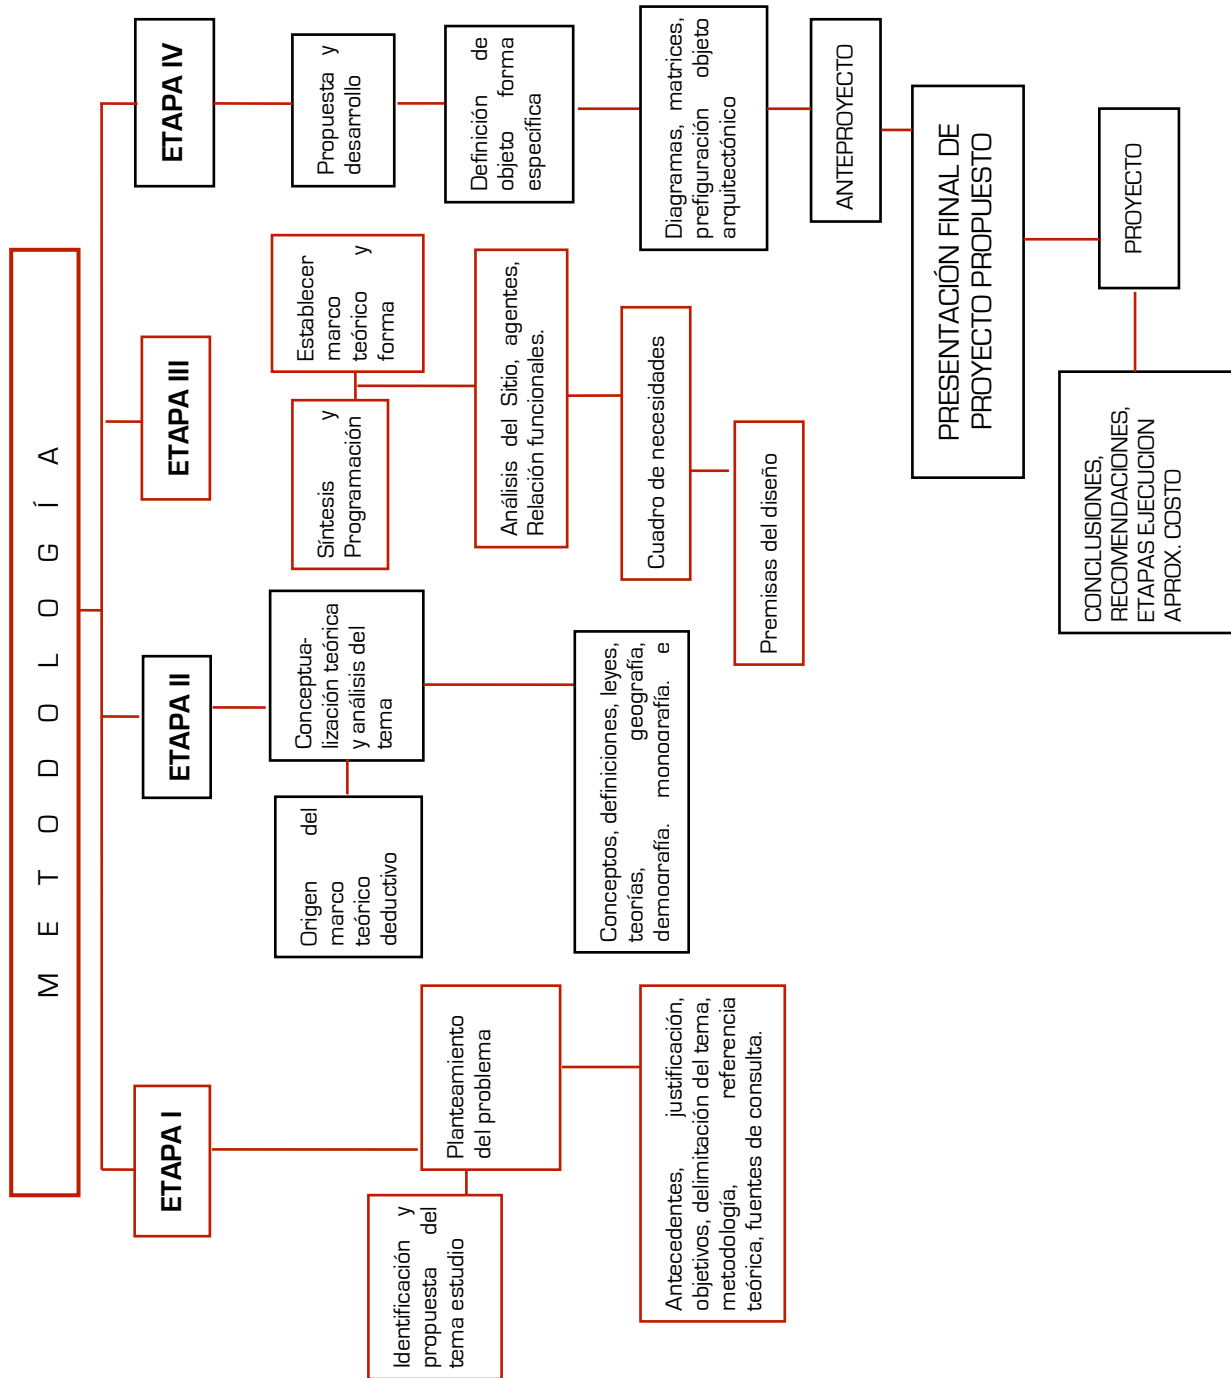 METODOLOGÍA
ETAPA I
Identificación y
propuesta del
tema estudio
Planteamiento
del problema
Antecedentes, justificación,
objetivos, delimitación del tema,
metodología, referencia
teórica, fuentes de consulta.
ETAPA II
Origen del
marco
teórico
deductivo
Conceptua-
lización teórica
y análisis del
tema
Conceptos, definiciones, leyes,
teorías, geografía,
demografía. monografía. e
ETAPA III
Síntesis y
Programación
Establecer
marco
teórico y
forma
Análisis del Sitio, agentes,
Relación funcionales.
Cuadro de necesidades
Premisas del diseño
ETAPA IV
Propuesta y
desarrollo
Definición de
objeto forma
específica
Diagramas, matrices,
prefiguración objeto
arquitectónico
ANTEPROYECTO
PRESENTACIÓN FINAL DE
PROYECTO PROPUESTO
PROYECTO
CONCLUSIONES,
RECOMENDACIONES,
ETAPAS EJECUCION
APROX. COSTO